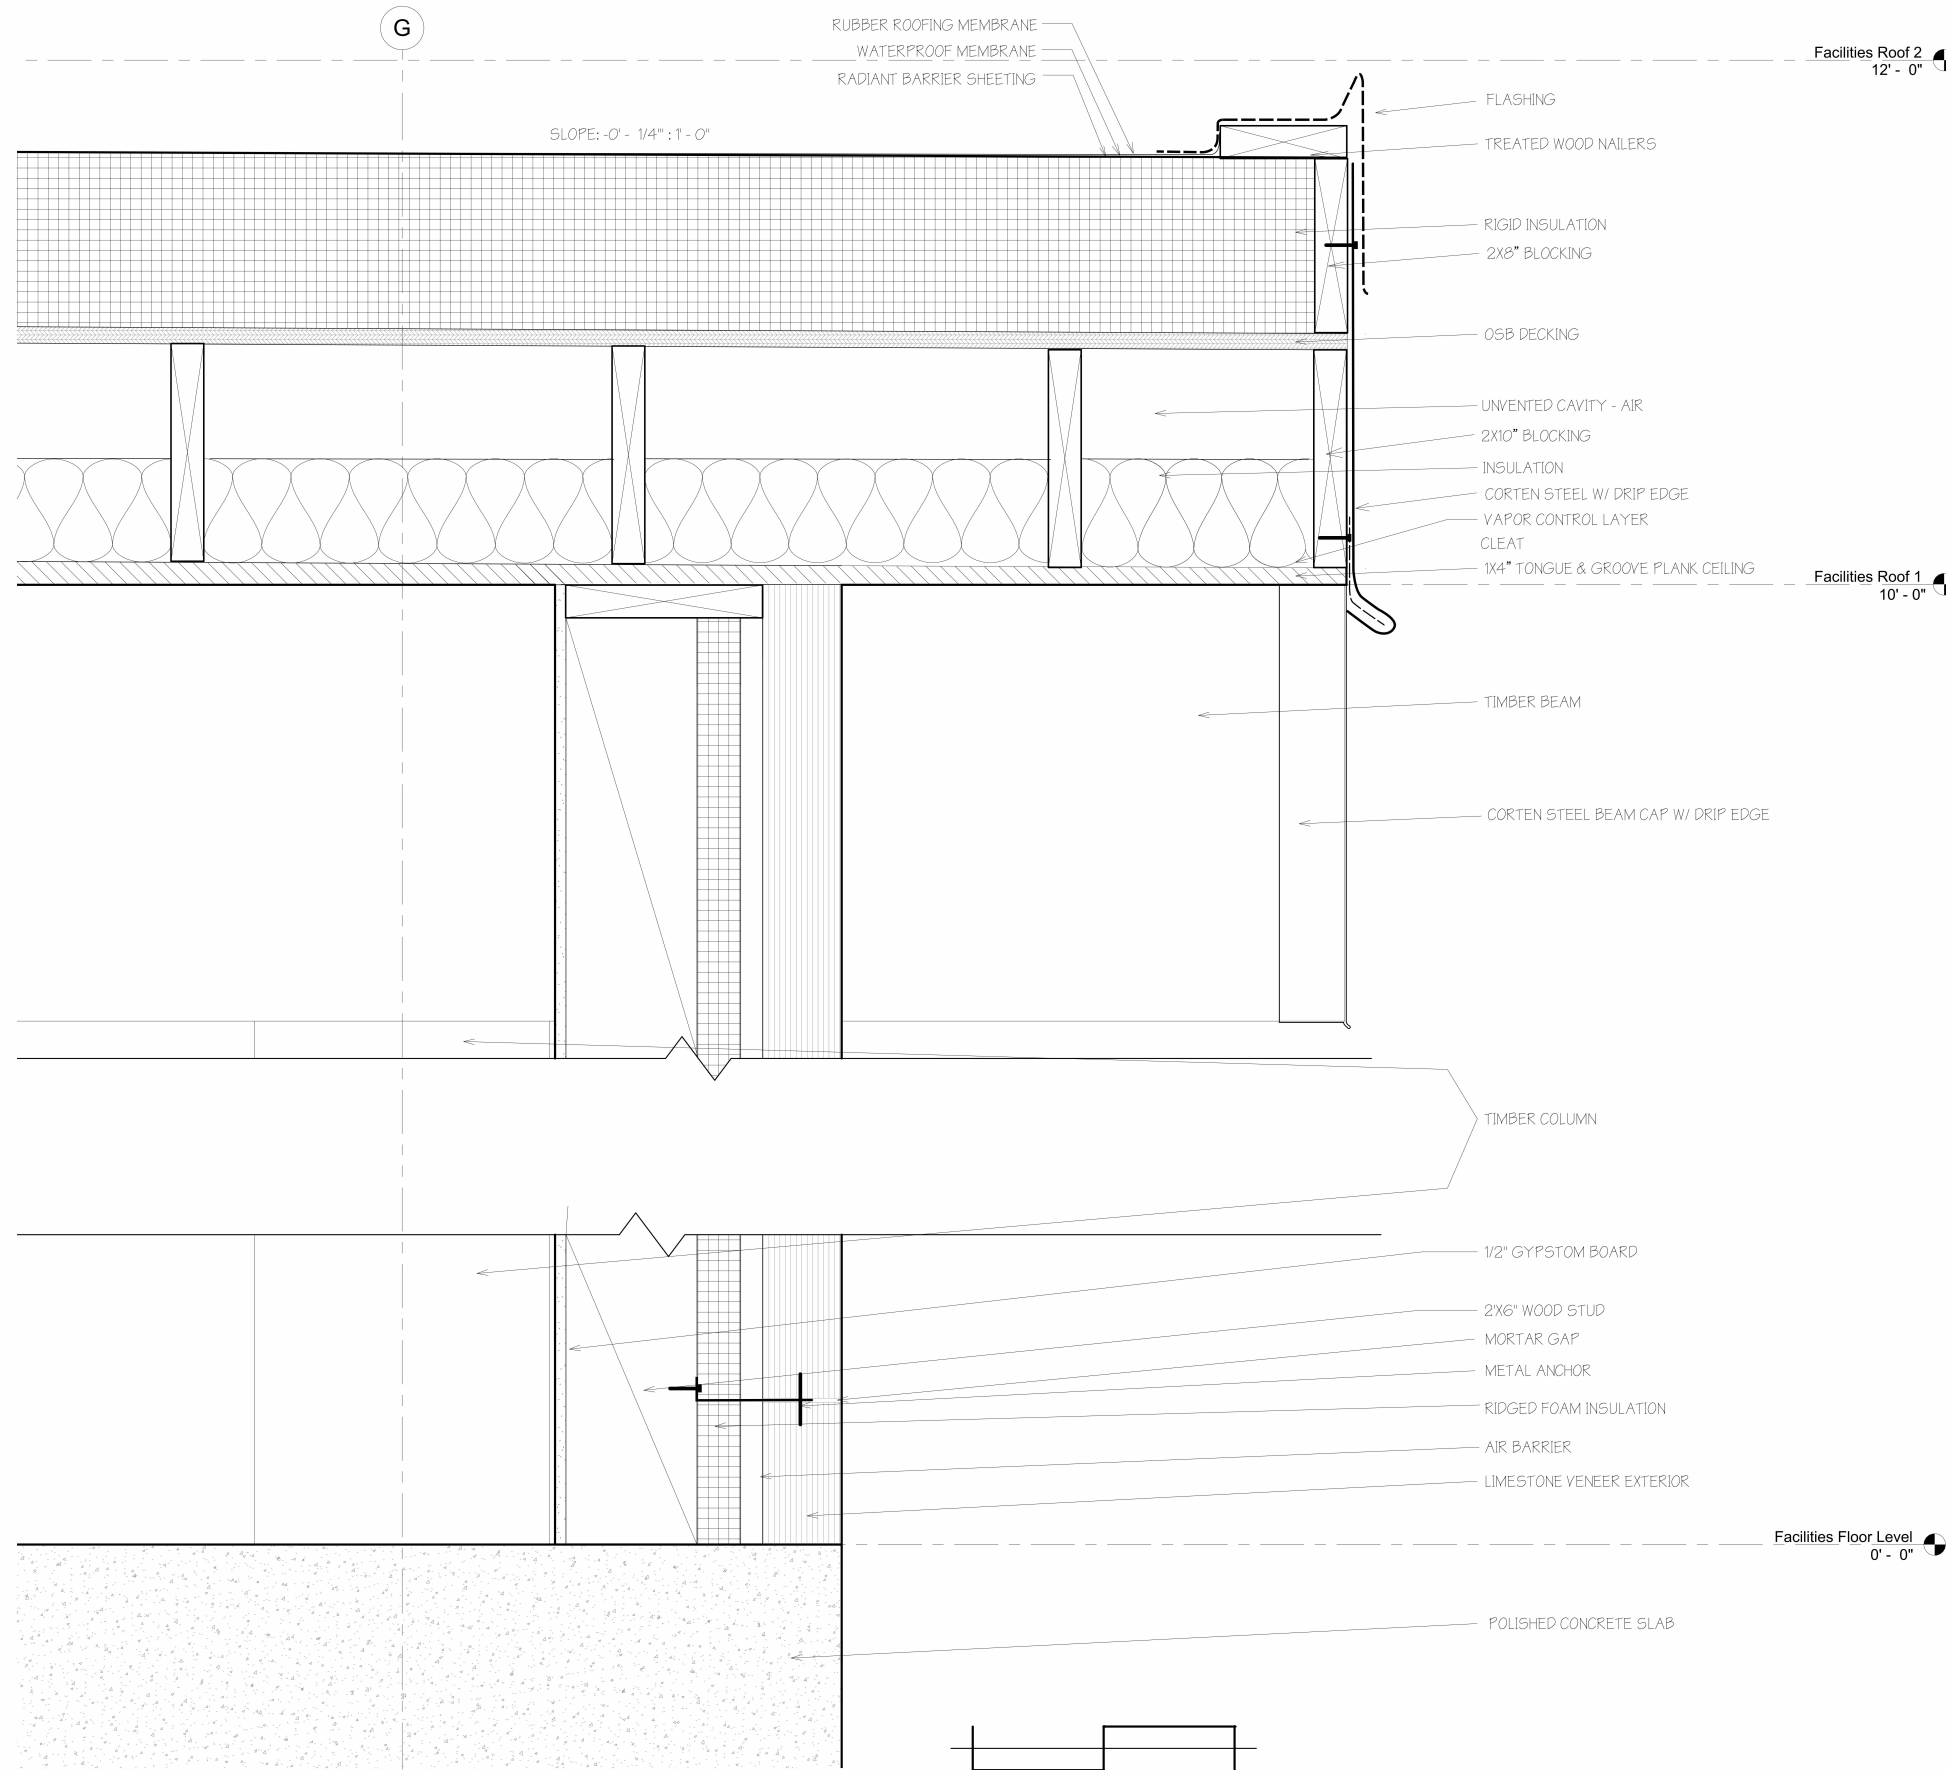 G
RUBBER ROOFING MEMBRANE
WATERPROOF MEMBRANE
RADIANT BARRIER SHEETING
Facilities Roof 2
12' - 0"
FLASHING
SLOPE: -0' - 1/4" : 1' - 0"
TREATED WOOD NAILERS
RIGID INSULATION
2X8" BLOCKING
OSB DECKING
UNVENTED CAVITY - AIR
2X10" BLOCKING
INSULATION
CORTEN STEEL W/ DRIP EDGE
VAPOR CONTROL LAYER
CLEAT
1X4" TONGUE & GROOVE PLANK CEILING
Facilities Roof 1
10' - 0"
TIMBER BEAM
CORTEN STEEL BEAM CAP W/ DRIP EDGE
TIMBER COLUMN
1/2" GYPSTOM BOARD
2'X6" WOOD STUD
MORTAR GAP
METAL ANCHOR
RIDGED FOAM INSULATION
AIR BARRIER
LIMESTONE VENEER EXTERIOR
Facilities Floor Level
0' - 0"
POLISHED CONCRETE SLAB